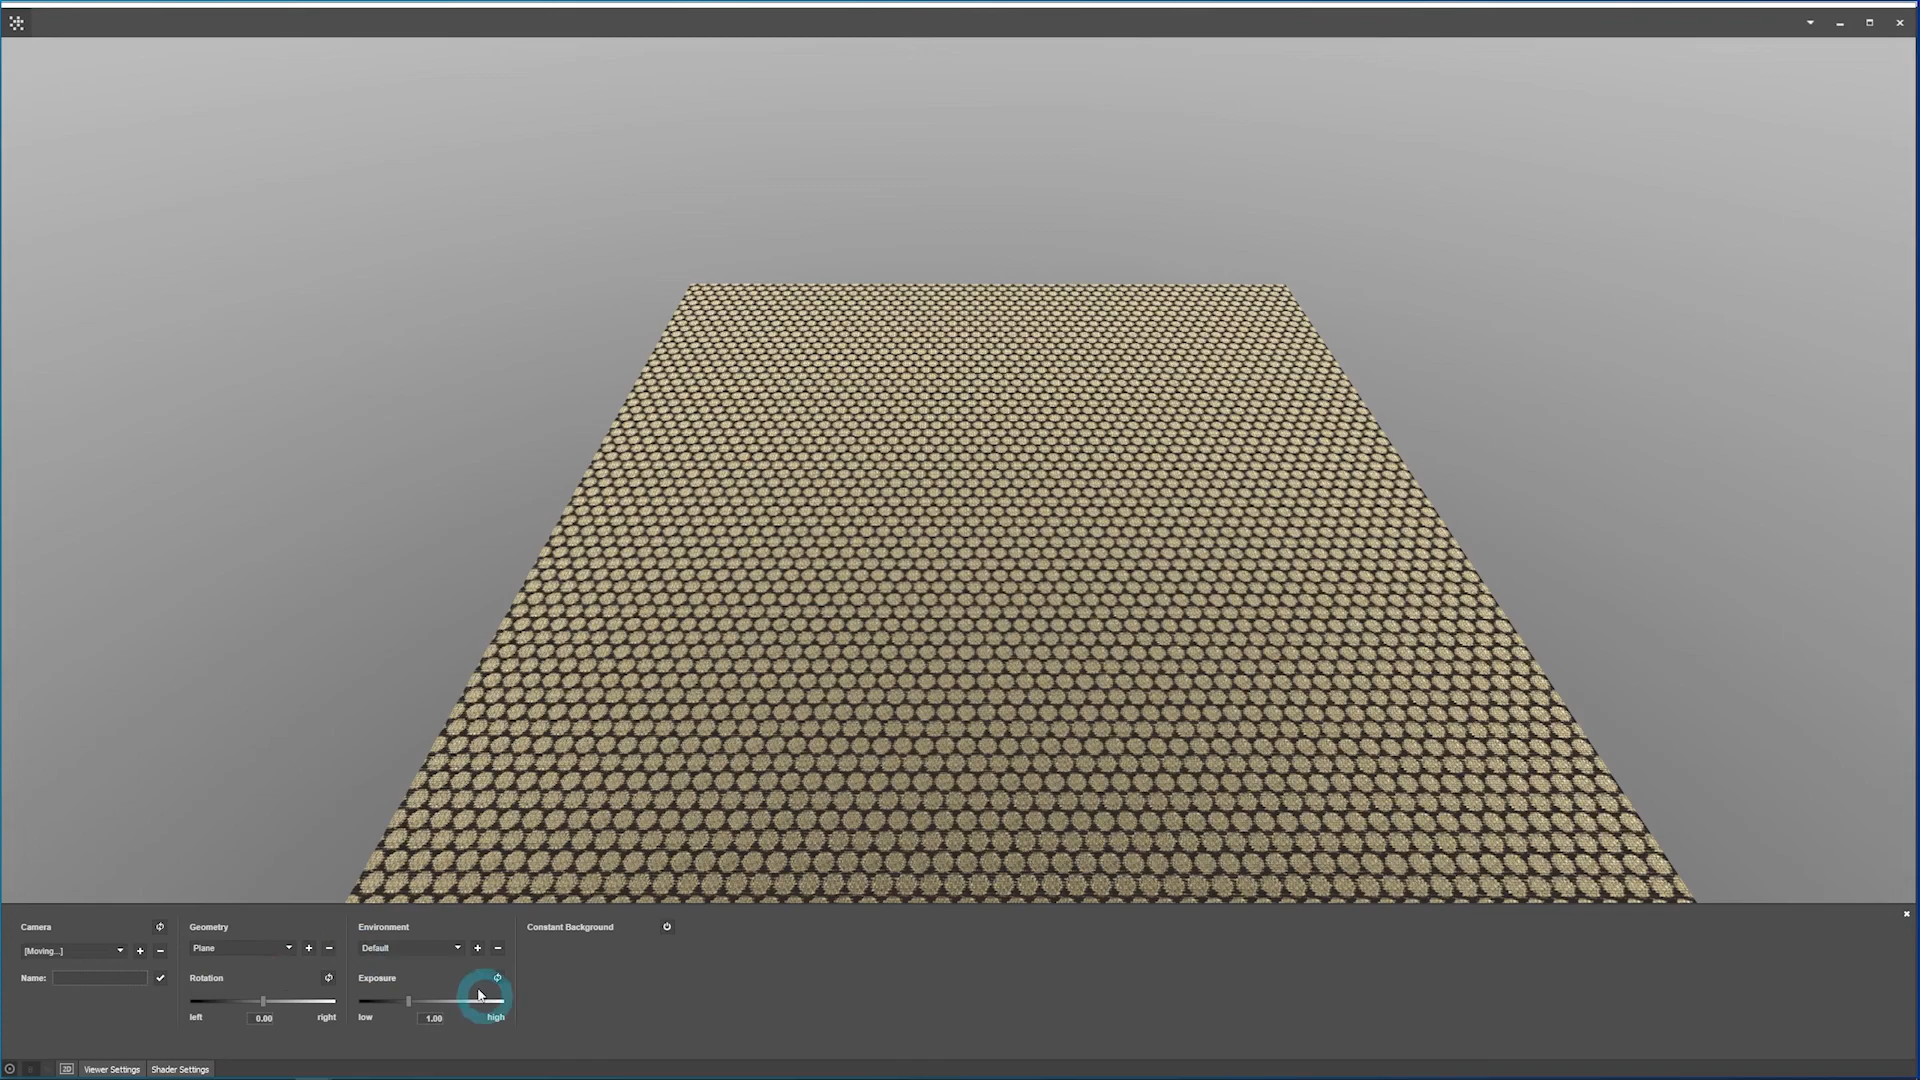 Camera
Geometry
Environment
Constant Background
[Moving...]
Plane
Default
Name:
Rotation
Exposure
left
0.00
right
low
1.00
high
2D
Viewer Settings
Shader Settings